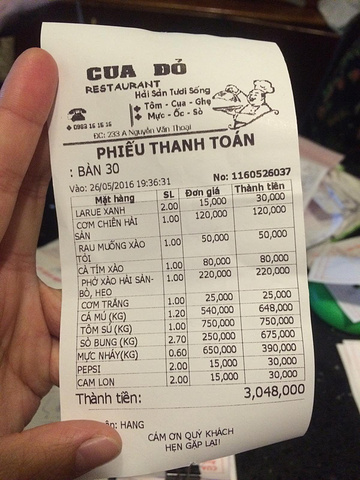 CUA ĐỎ
RESTAURANT
Hải Sản Tươi Sống
Tôm - Cua - Ghẹ
Mực - Ốc - Sò
0983 15 15 15
ĐC: 233 A Nguyễn Văn Thoại
PHIẾU THANH TOÁN
: BÀN 30
No: 1160526037
Vào: 26/05/2016 19:36:31
Mặt hàng SL Đơn giá Thành tiền
LARUE XANH 2.00 15,000 30,000
CƠM CHIÊN HẢI SẢN 1.00 120,000 120,000
RAU MUỐNG XÀO TỎI 1.00 50,000 50,000
CÀ TÍM XÀO 1.00 80,000 80,000
PHỞ XÀO HẢI SẢN-BÒ, HEO 1.00 220,000 220,000
CƠM TRẮNG 1.00 25,000 25,000
CÁ MÚ (KG) 1.20 540,000 648,000
TÔM SÚ (KG) 1.00 750,000 750,000
SÒ BUNG (KG) 2.70 250,000 675,000
MỰC NHÁY(KG) 0.60 650,000 390,000
PEPSI 2.00 15,000 30,000
CAM LON 2.00 15,000 30,000
Thành tiền: 3,048,000
HANG
CẢM ƠN QUÝ KHÁCH
HẸN GẶP LẠI!